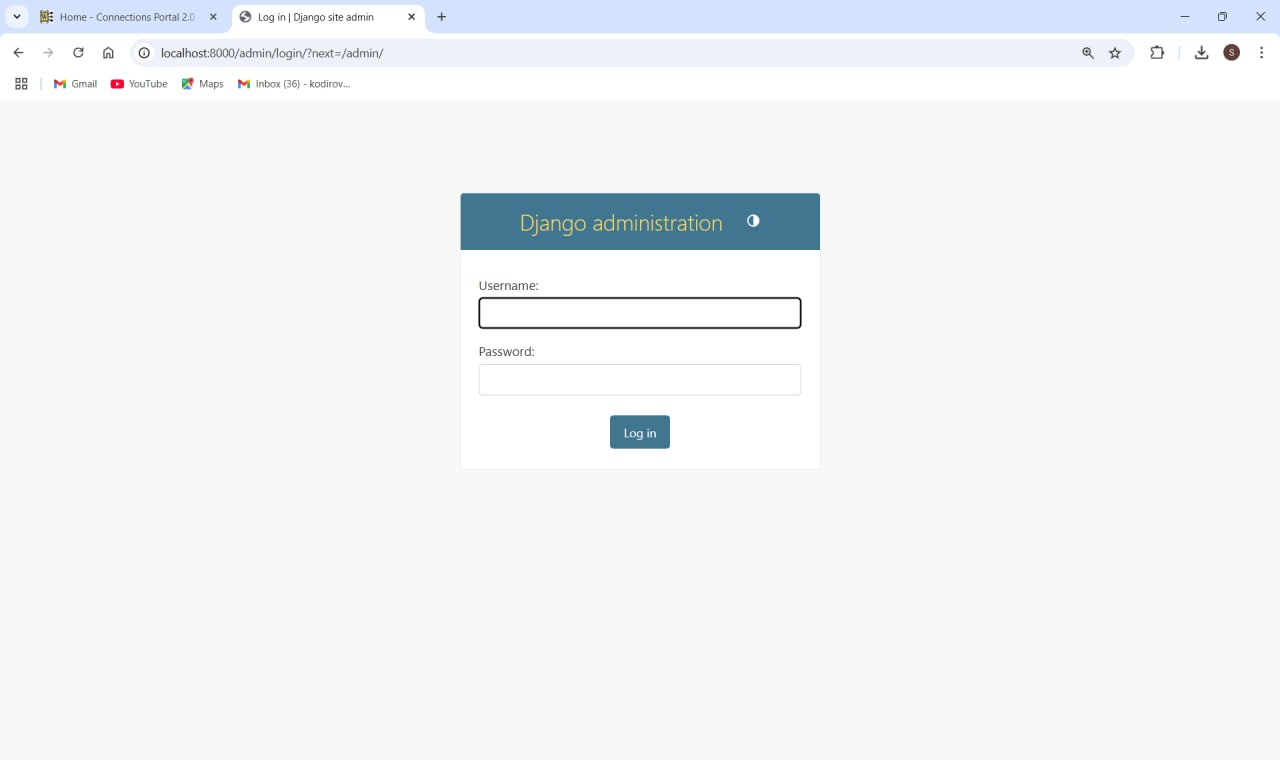 Home - Connections Portal 2.0
Log in | Django site admin
localhost:8000/admin/login/?next=/admin/
S
Gmail
YouTube
Maps
Inbox (36) - kodirov...
Django administration
Username:
Password:
Log in